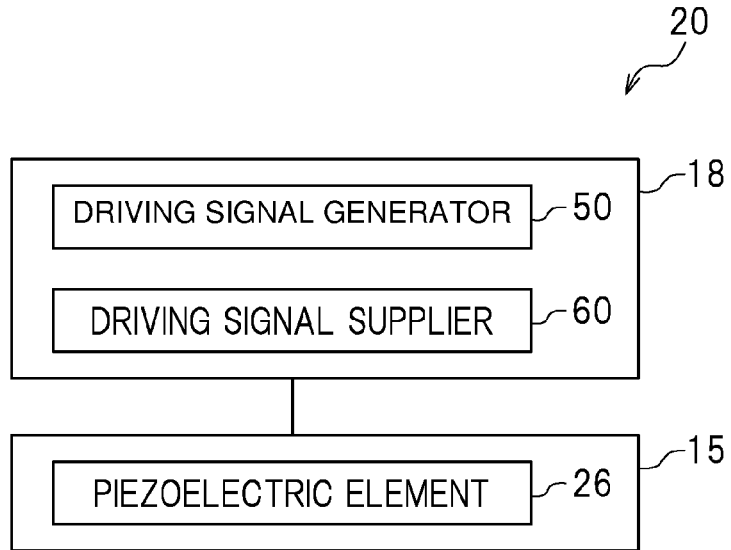 20
18
DRIVING SIGNAL GENERATOR 50
DRIVING SIGNAL SUPPLIER 60
15
PIEZOELECTRIC ELEMENT 26